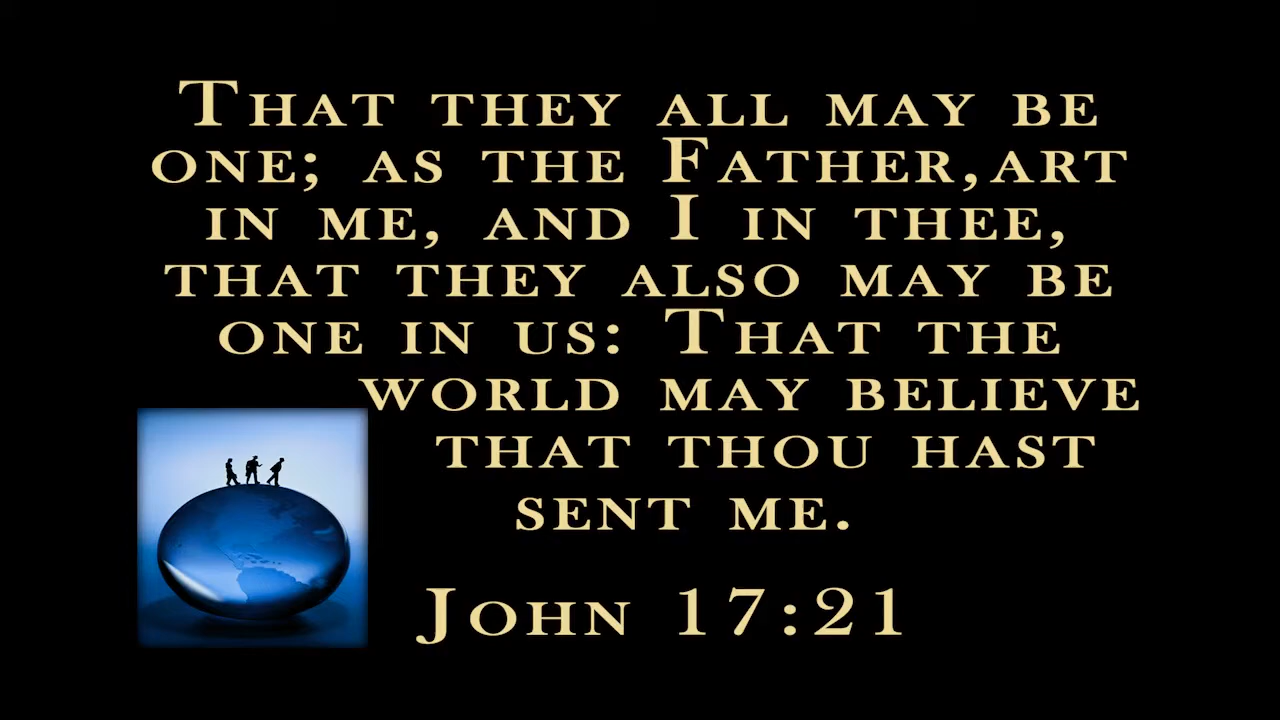 That they all may be
one; as the Father,art
in me, and I in thee,
that they also may be
one in us: That the
world may believe
that thou hast
sent me.
John 17:21